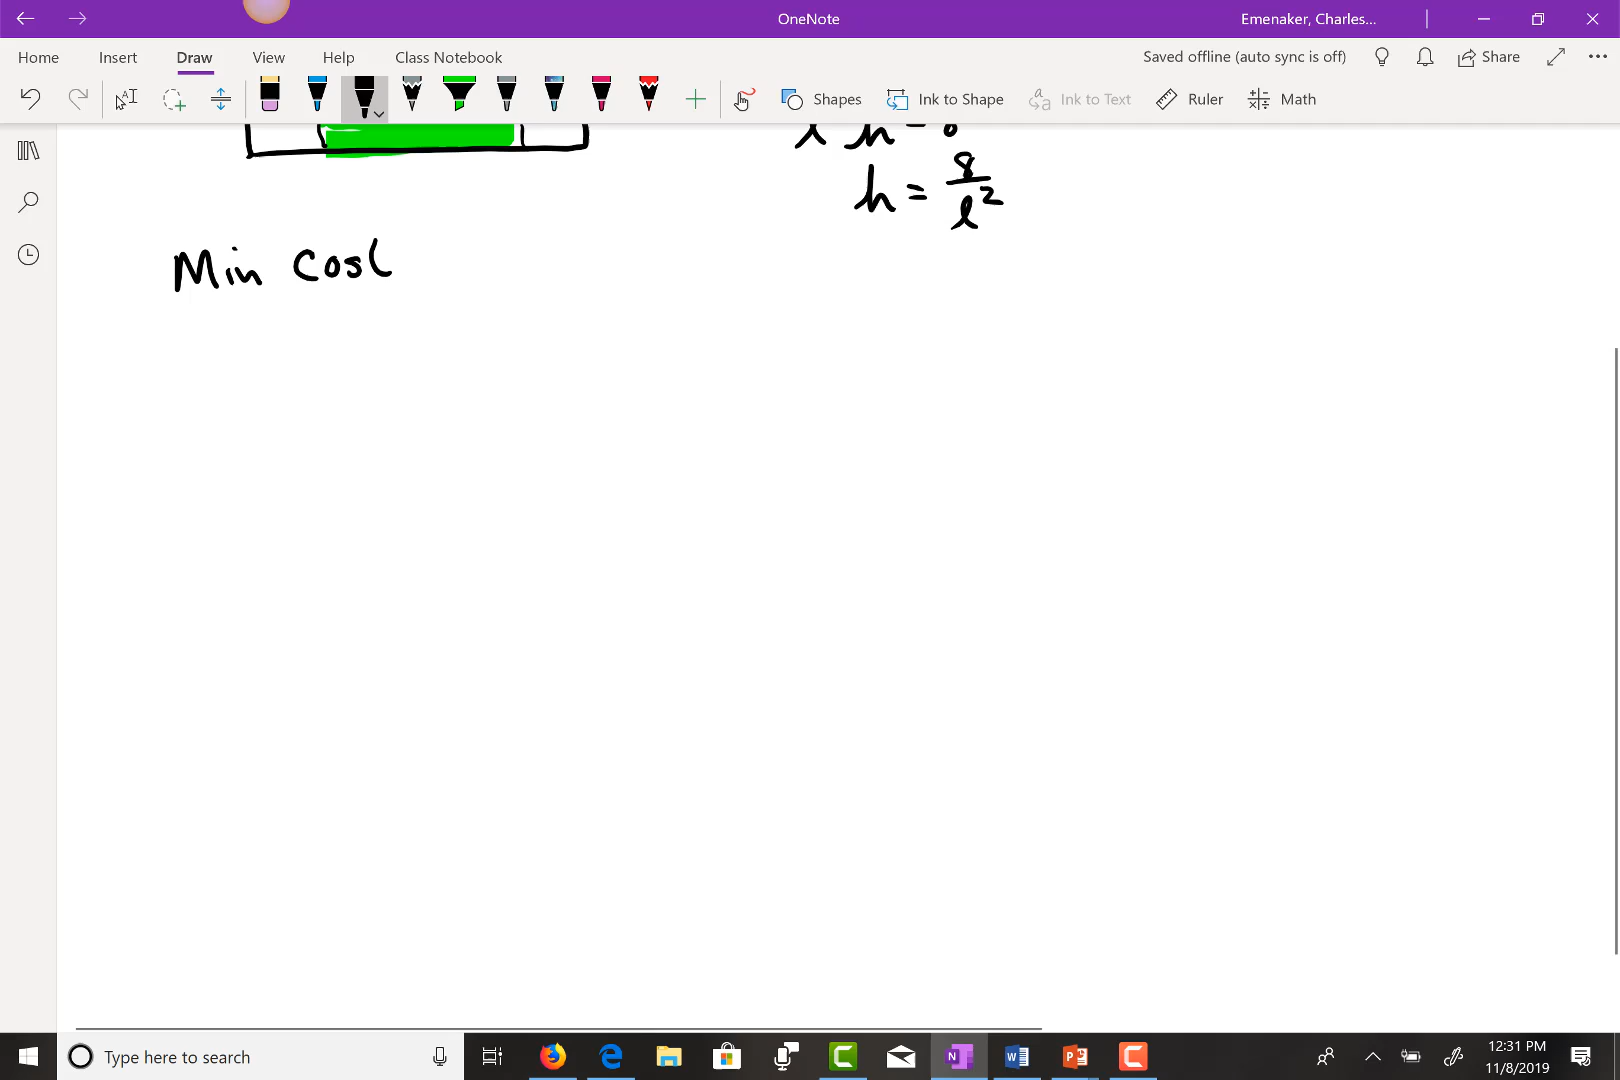 OneNote
Emenaker, Charles...
Home Insert Draw View Help Class Notebook
Saved offline (auto sync is off) Share
Shapes Ink to Shape Ink to Text Ruler Math
h = 8/l²
Min Cos
Type here to search
12:31 PM
11/8/2019